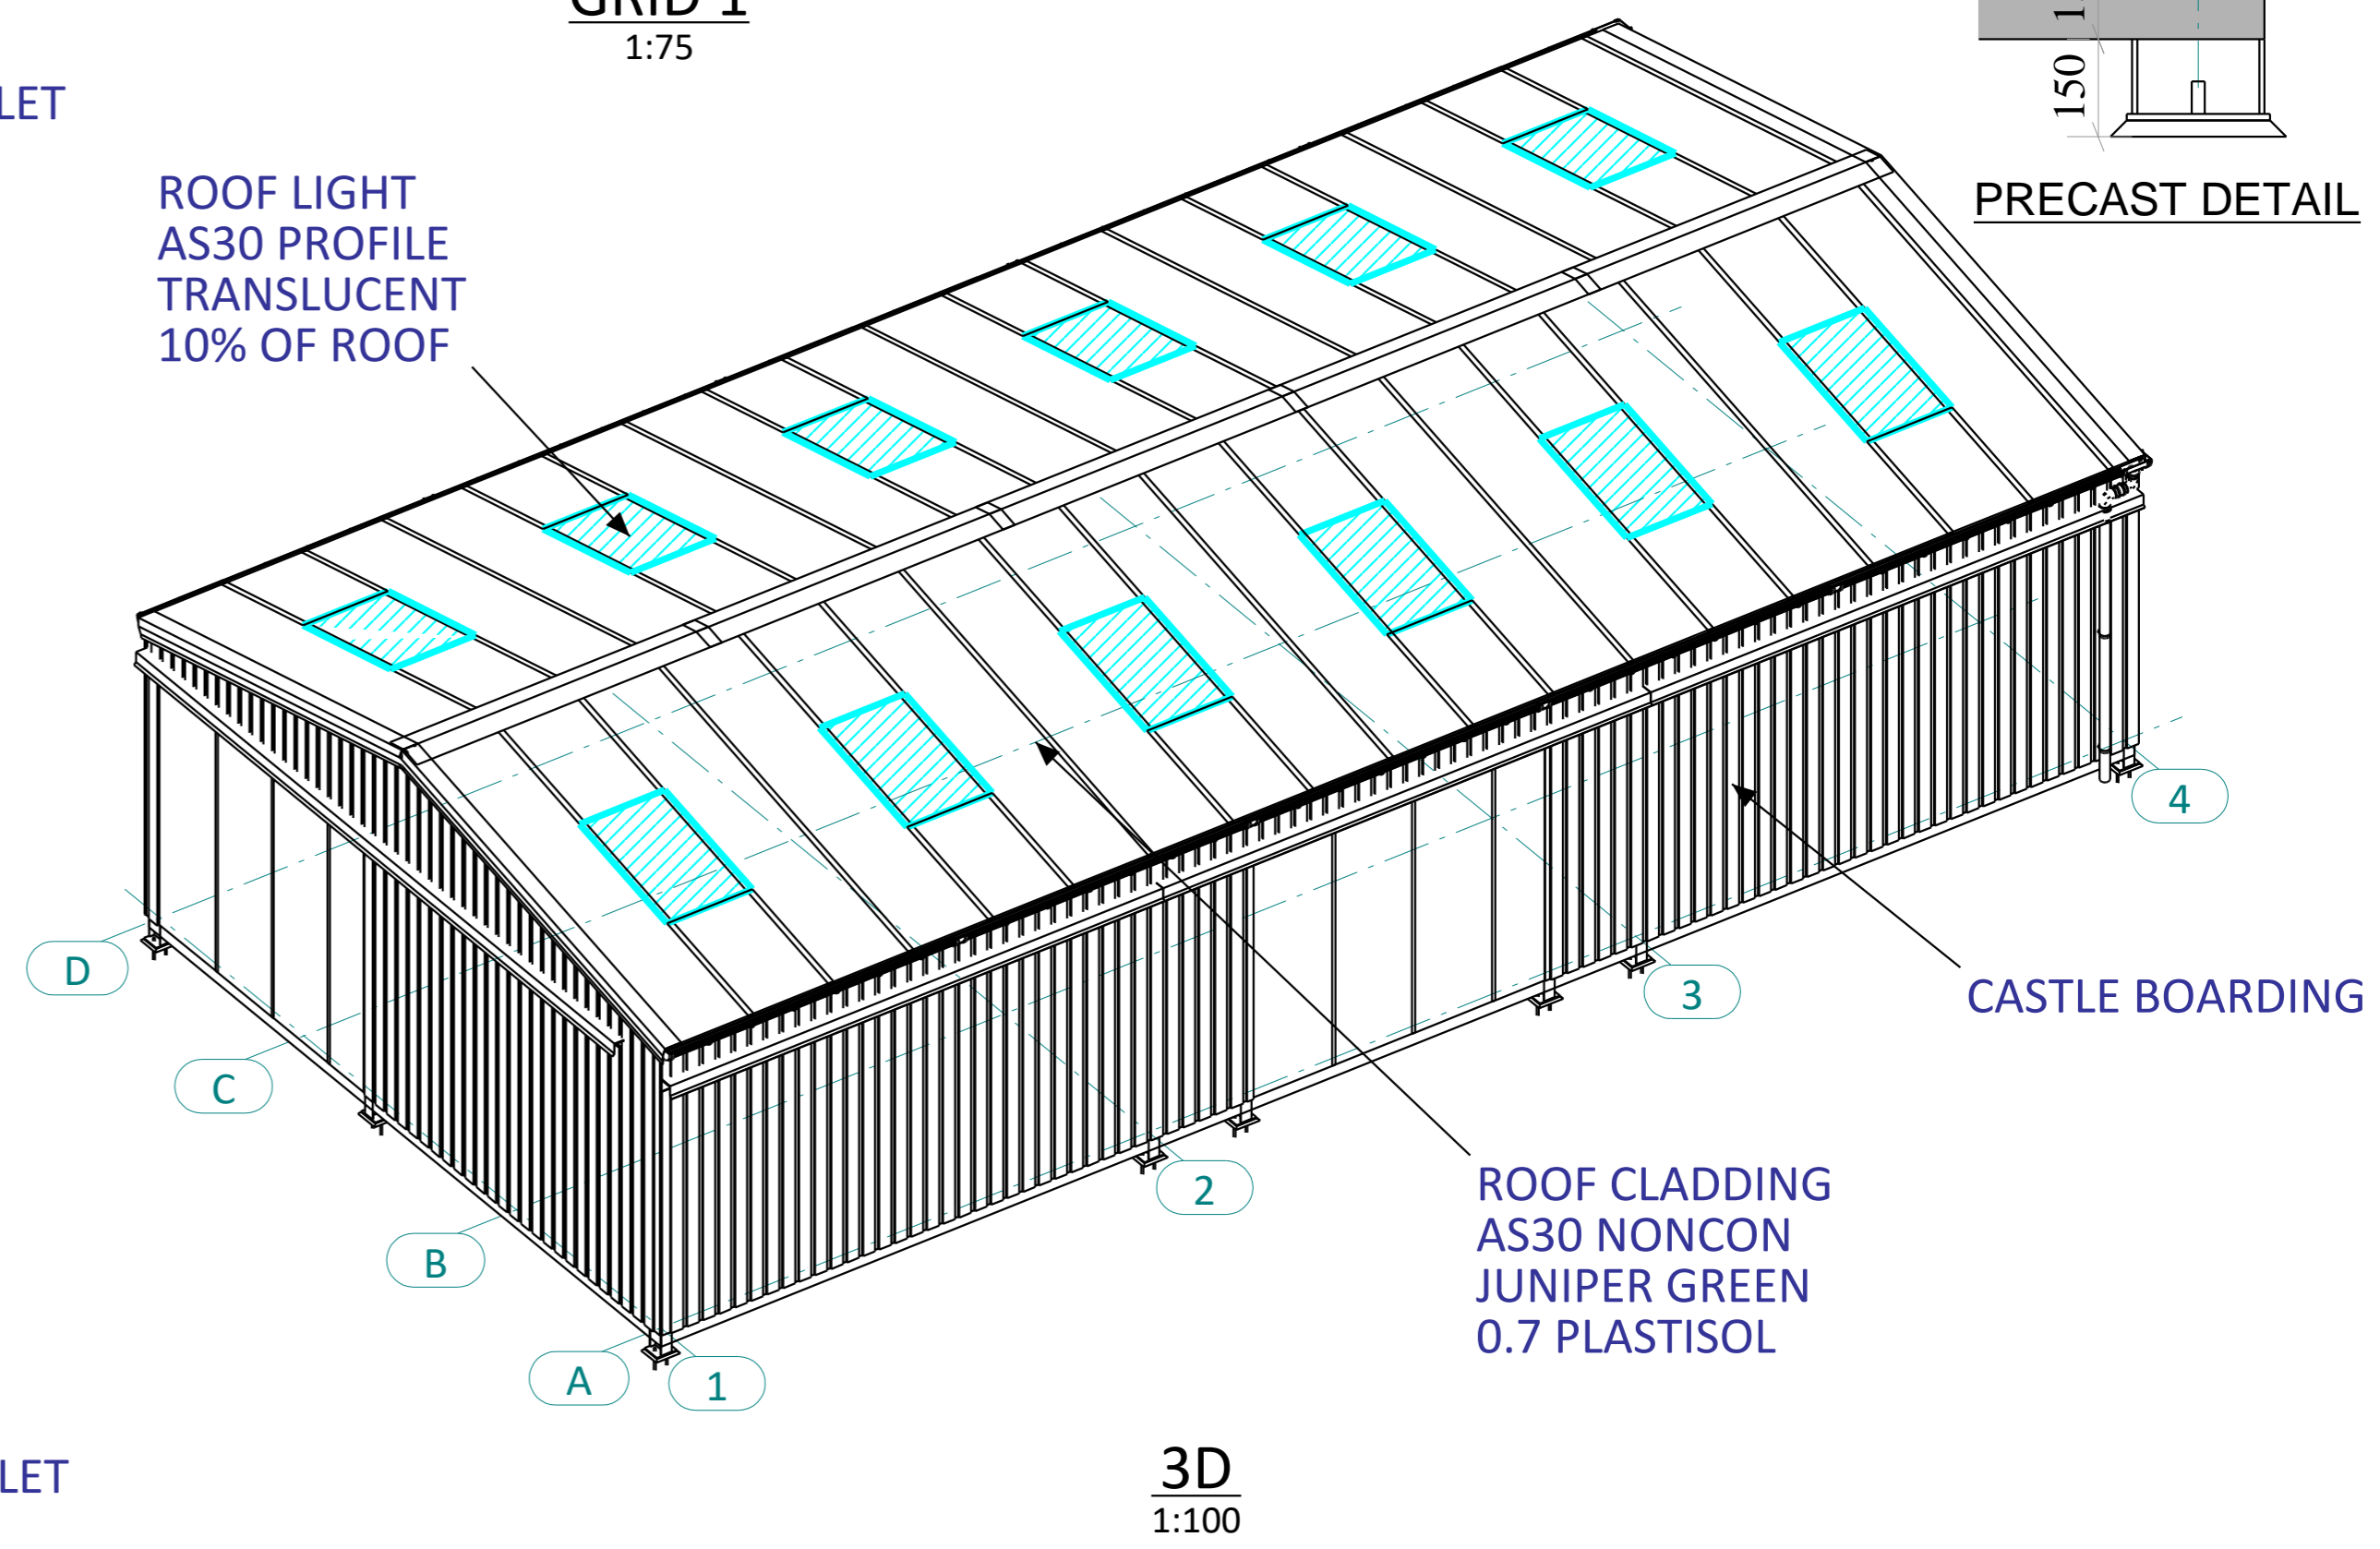 GRID 1
1:75
LET
ROOF LIGHT
AS30 PROFILE
TRANSLUCENT
10% OF ROOF
150
PRECAST DETAIL
D
C
B
A
1
2
3
4
CASTLE BOARDING
ROOF CLADDING
AS30 NONCON
JUNIPER GREEN
0.7 PLASTISOL
LET
3D
1:100